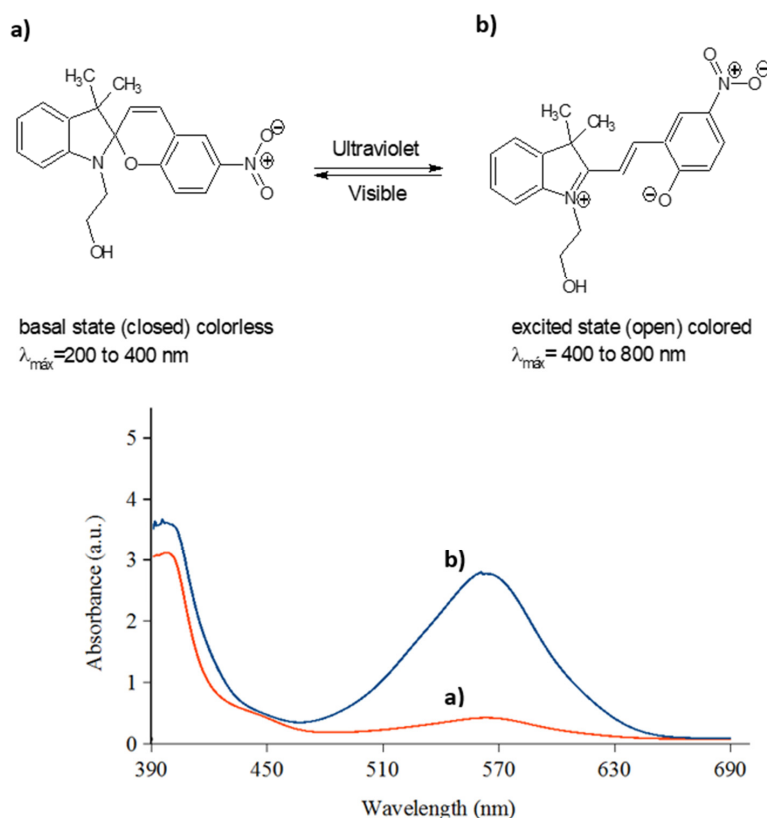 a)
b)
H₃C CH₃
N
O
N⊕
O⊖
O
OH
Ultraviolet
Visible
O
N⊕
O⊖
H₃C CH₃
N⊕
O
⊖
OH
basal state (closed) colorless
λmáx=200 to 400 nm
excited state (open) colored
λmáx= 400 to 800 nm
Absorbance (a.u.)
5
4
3
2
1
0
b)
a)
390 450 510 570 630 690
Wavelength (nm)